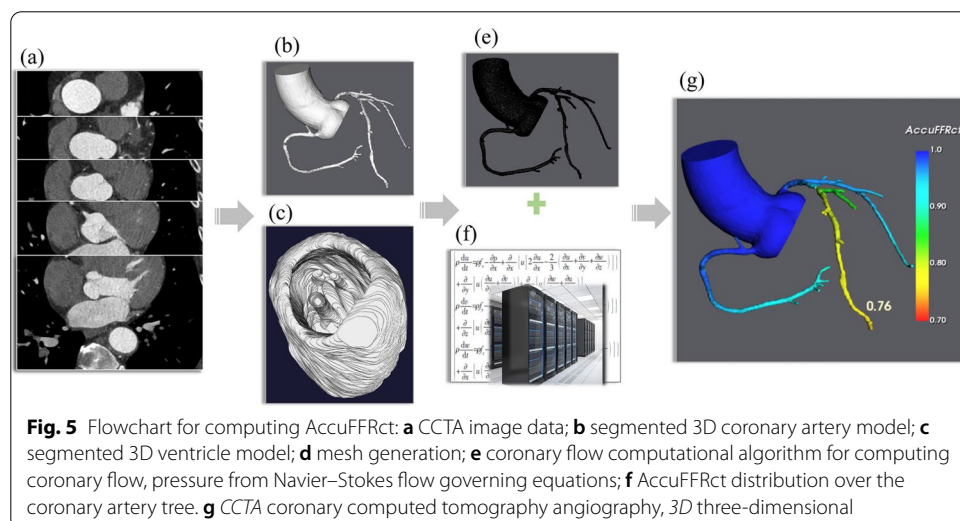 (a)
(b)
(c)
(e)
(f)
(g)
AccuFFRct
1.0
0.90
0.80
0.70
0.76
Fig. 5 Flowchart for computing AccuFFRct: a CCTA image data; b segmented 3D coronary artery model; c
segmented 3D ventricle model; d mesh generation; e coronary flow computational algorithm for computing
coronary flow, pressure from Navier–Stokes flow governing equations; f AccuFFRct distribution over the
coronary artery tree. g CCTA coronary computed tomography angiography, 3D three-dimensional